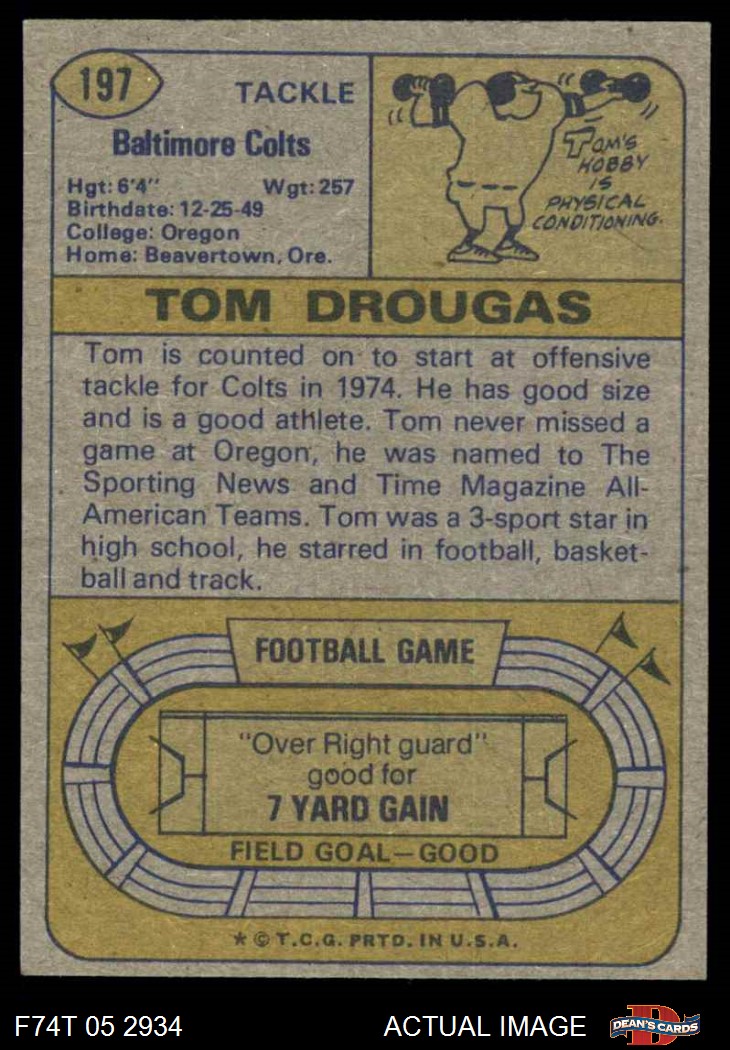 197
TACKLE
Baltimore Colts
Hgt: 6'4" Wgt: 257
Birthdate: 12-25-49
College: Oregon
Home: Beavertown, Ore.
TOM'S
HOBBY
IS
PHYSICAL
CONDITIONING.
TOM DROUGAS
Tom is counted on to start at offensive
tackle for Colts in 1974. He has good size
and is a good athlete. Tom never missed a
game at Oregon, he was named to The
Sporting News and Time Magazine All-
American Teams. Tom was a 3-sport star in
high school, he starred in football, basket-
ball and track.
FOOTBALL GAME
"Over Right guard"
good for
7 YARD GAIN
FIELD GOAL—GOOD
* © T.C.G. PRTD. IN U.S.A.
F74T 05 2934 ACTUAL IMAGE
DEAN'S CARDS